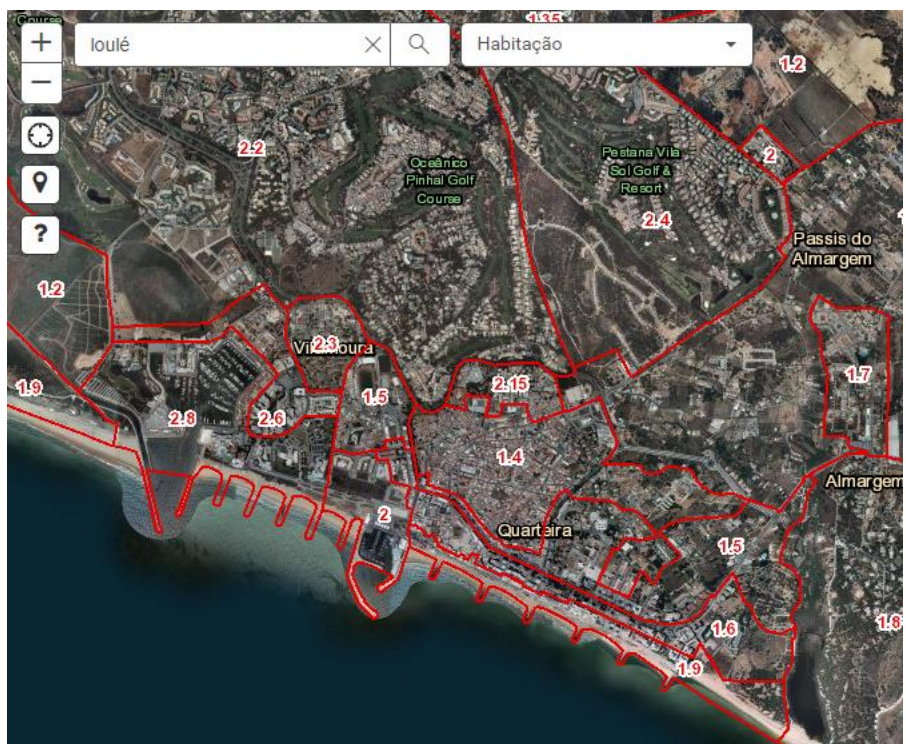 Course
1.35
+
loulé
Habitação
−
1.2
2.2
Oceânico
Pinhal Golf
Course
Pestana Vila
Sol Golf &
Resort
2
2.4
?
Passis do
Almargem
1.2
Vilamoura
2.3
1.9
1.5
2.15
1.7
2.8
2.6
1.4
Almargem
2
Quarteira
1.5
1.6
1.8
1.9